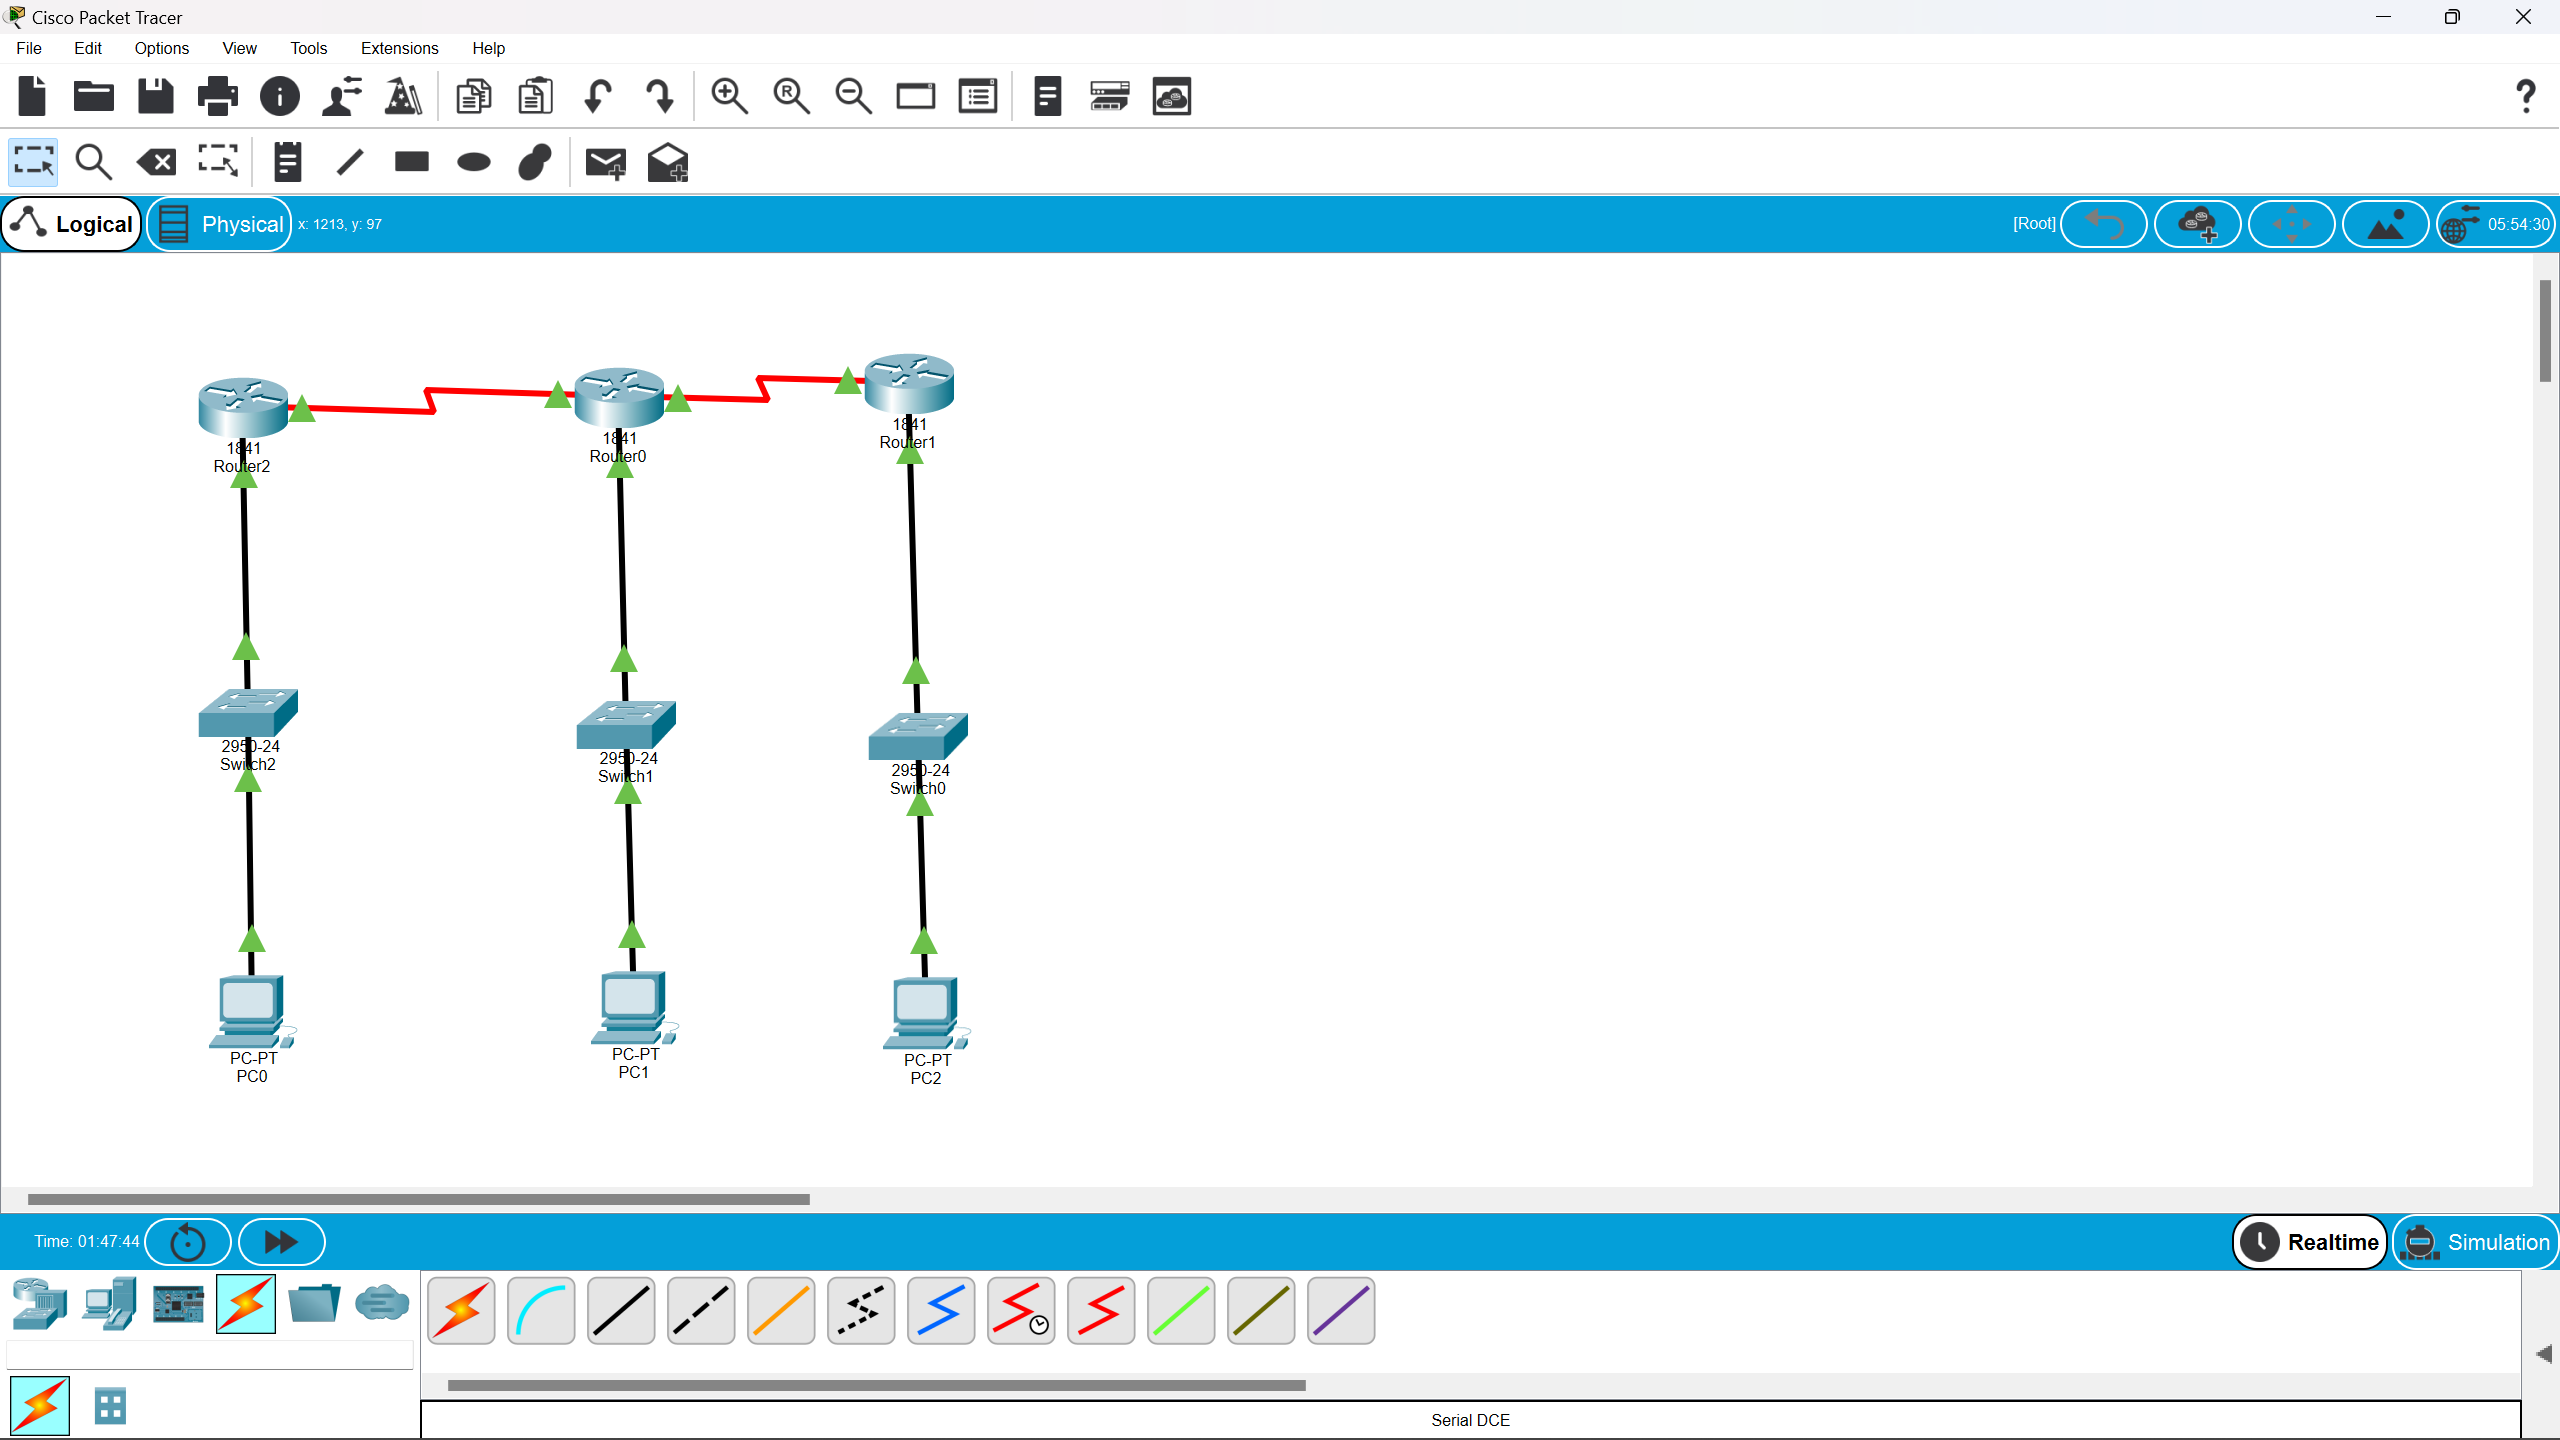 Cisco Packet Tracer
File Edit Options View Tools Extensions Help
Logical Physical x: 1213, y: 97 [Root] 05:54:30
1841
Router2
1841
Router0
1841
Router1
2950-24
Switch2
2950-24
Switch1
2950-24
Switch0
PC-PT
PC0
PC-PT
PC1
PC-PT
PC2
Time: 01:47:44 Realtime Simulation
Serial DCE